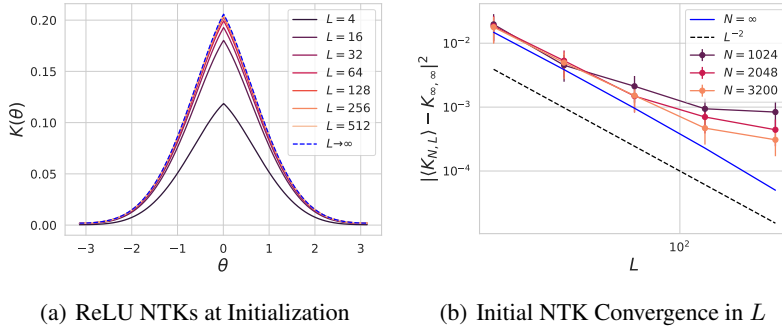 0.20
0.15
0.10
0.05
0.00
K(θ)
−3 −2 −1 0 1 2 3
θ
L = 4
L = 16
L = 32
L = 64
L = 128
L = 256
L = 512
L→∞
(a) ReLU NTKs at Initialization
10⁻²
10⁻³
10⁻⁴
|⟨K_{N,L}⟩ − K_{∞,∞}|²
10²
L
N = ∞
L⁻²
N = 1024
N = 2048
N = 3200
(b) Initial NTK Convergence in L